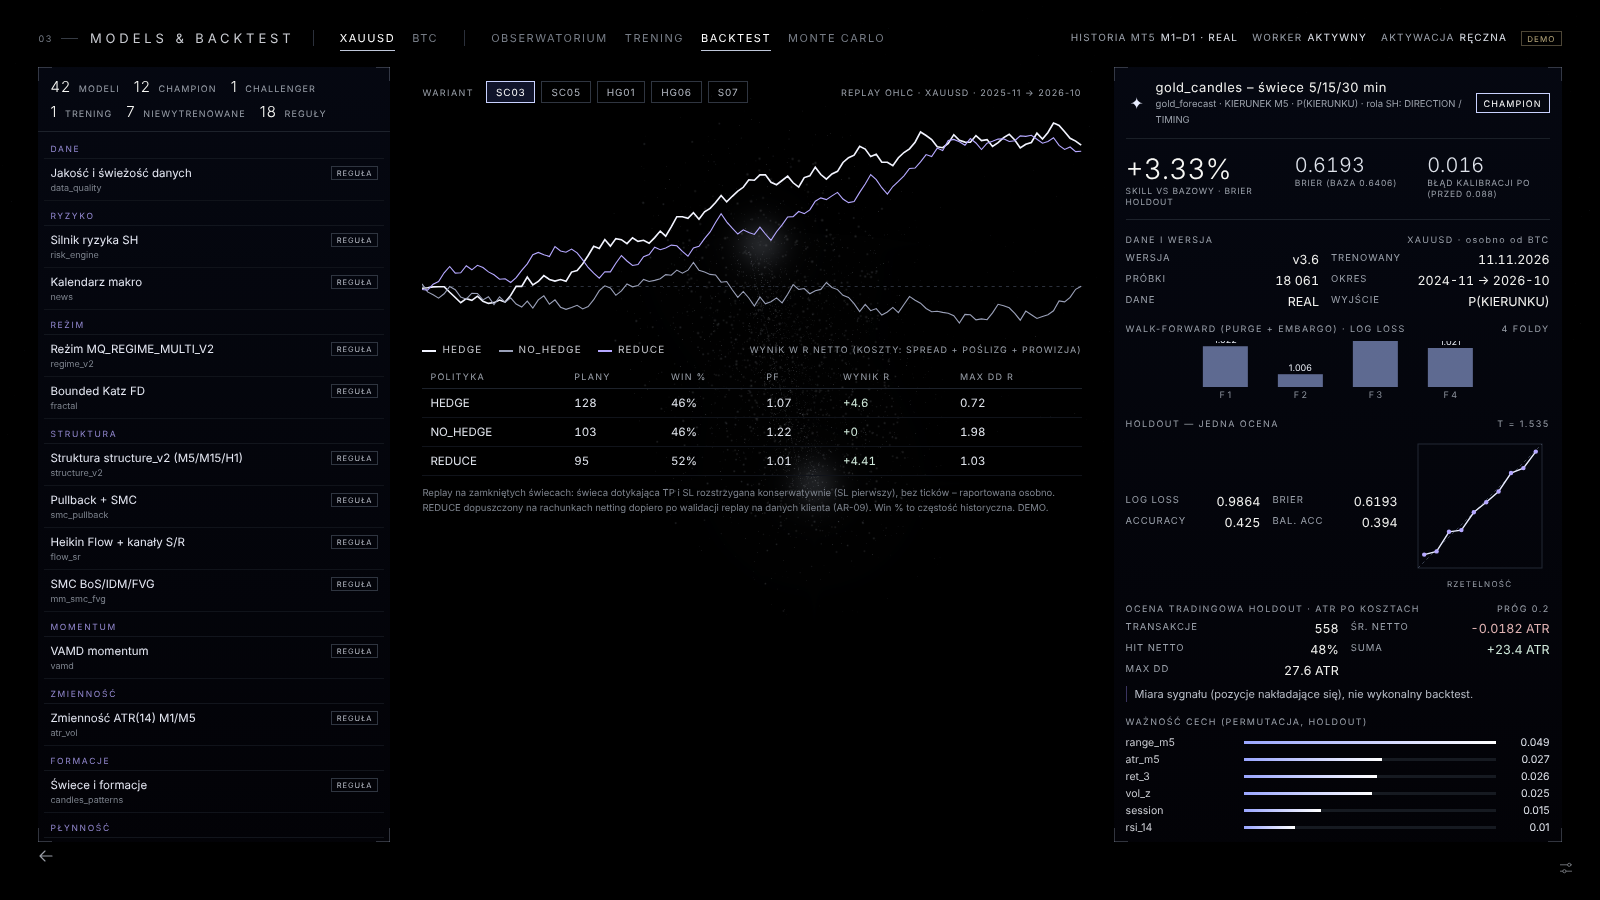 03 — MODELS & BACKTEST
XAUUSD BTC
OBSERWATORIUM TRENING BACKTEST MONTE CARLO
HISTORIA MT5 M1–D1 · REAL WORKER AKTYWNY AKTYWACJA RĘCZNA DEMO
42 MODELI 12 CHAMPION 1 CHALLENGER
1 TRENING 7 NIEWYTRENOWANE 18 REGUŁY
DANE
Jakość i świeżość danych REGUŁA
data_quality
RYZYKO
Silnik ryzyka SH REGUŁA
risk_engine
Kalendarz makro REGUŁA
news
REŻIM
Reżim MQ_REGIME_MULTI_V2 REGUŁA
regime_v2
Bounded Katz FD REGUŁA
fractal
STRUKTURA
Struktura structure_v2 (M5/M15/H1) REGUŁA
structure_v2
Pullback + SMC REGUŁA
smc_pullback
Heikin Flow + kanały S/R REGUŁA
flow_sr
SMC BoS/IDM/FVG REGUŁA
mm_smc_fvg
MOMENTUM
VAMD momentum REGUŁA
vamd
ZMIENNOŚĆ
Zmienność ATR(14) M1/M5 REGUŁA
atr_vol
FORMACJE
Świece i formacje REGUŁA
candles_patterns
PŁYNNOŚĆ
WARIANT SC03 SC05 HG01 HG06 S07
REPLAY OHLC · XAUUSD · 2025-11 → 2026-10
HEDGE NO_HEDGE REDUCE
WYNIK W R NETTO (KOSZTY: SPREAD + POŚLIZG + PROWIZJA)
POLITYKA PLANY WIN % PF WYNIK R MAX DD R
HEDGE 128 46% 1.07 +4.6 0.72
NO_HEDGE 103 46% 1.22 +0 1.98
REDUCE 95 52% 1.01 +4.41 1.03
Replay na zamkniętych świecach: świeca dotykająca TP i SL rozstrzygana konserwatywnie (SL pierwszy), bez ticków – raportowana osobno.
REDUCE dopuszczony na rachunkach netting dopiero po walidacji replay na danych klienta (AR-09). Win % to częstość historyczna. DEMO.
gold_candles – świece 5/15/30 min
gold_forecast · KIERUNEK M5 · P(KIERUNKU) · rola SH: DIRECTION /
TIMING
CHAMPION
+3.33% 0.6193 0.016
SKILL VS BAZOWY · BRIER
HOLDOUT
BRIER (BAZA 0.6406)
BŁĄD KALIBRACJI PO
(PRZED 0.088)
DANE I WERSJA XAUUSD · osobno od BTC
WERSJA v3.6 TRENOWANY 11.11.2026
PRÓBKI 18 061 OKRES 2024-11 → 2026-10
DANE REAL WYJŚCIE P(KIERUNKU)
WALK-FORWARD (PURGE + EMBARGO) · LOG LOSS 4 FOLDY
1.006
F1 F2 F3 F4
HOLDOUT — JEDNA OCENA T = 1.535
LOG LOSS 0.9864 BRIER 0.6193
ACCURACY 0.425 BAL. ACC 0.394
RZETELNOŚĆ
OCENA TRADINGOWA HOLDOUT · ATR PO KOSZTACH PRÓG 0.2
TRANSAKCJE 558 ŚR. NETTO -0.0182 ATR
HIT NETTO 48% SUMA +23.4 ATR
MAX DD 27.6 ATR
Miara sygnału (pozycje nakładające się), nie wykonalny backtest.
WAŻNOŚĆ CECH (PERMUTACJA, HOLDOUT)
range_m5 0.049
atr_m5 0.027
ret_3 0.026
vol_z 0.025
session 0.015
rsi_14 0.01